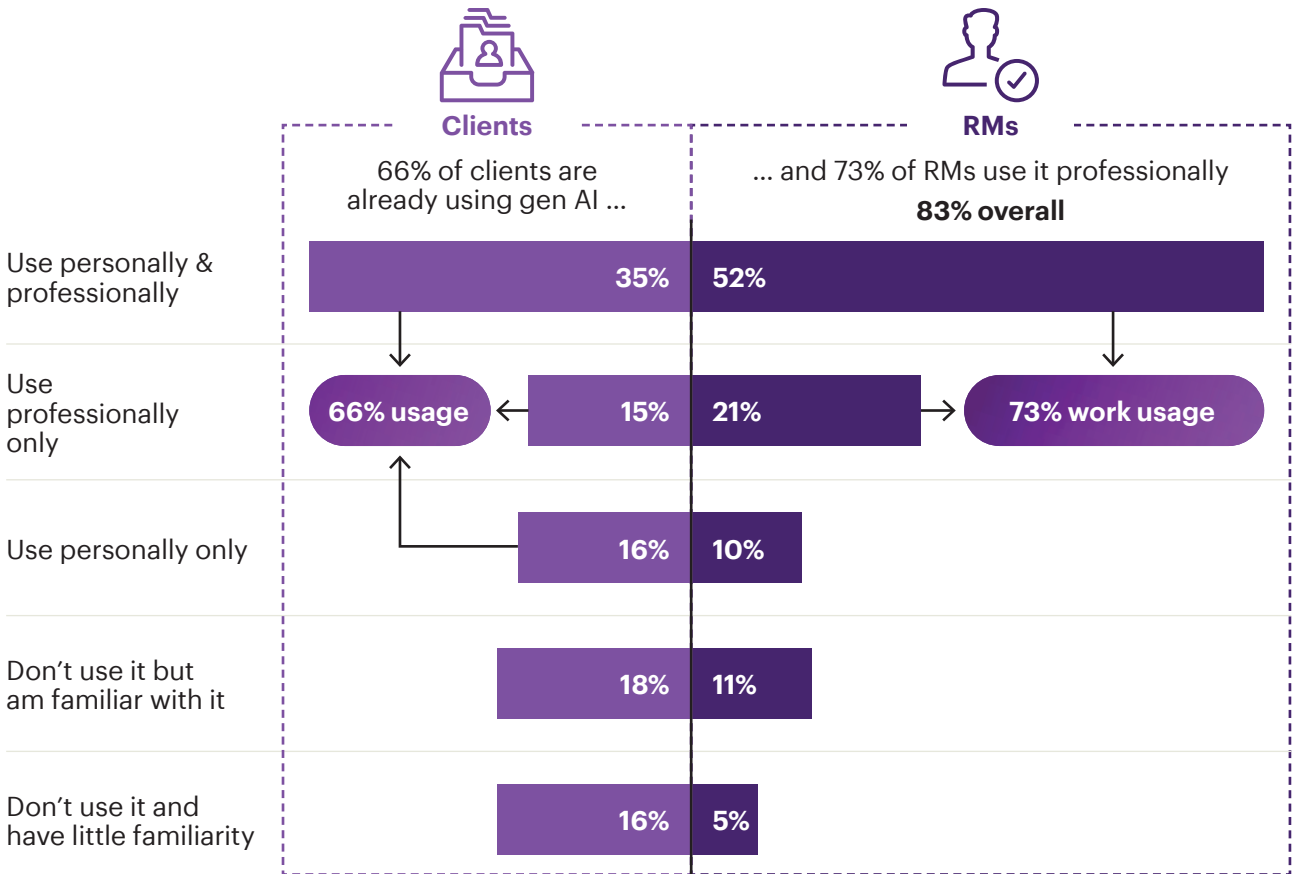 Clients
RMs
66% of clients are
already using gen AI ...
... and 73% of RMs use it professionally
83% overall
Use personally &
professionally
35%
52%
Use
professionally
only
66% usage
15%
21%
73% work usage
Use personally only
16%
10%
Don’t use it but
am familiar with it
18%
11%
Don’t use it and
have little familiarity
16%
5%